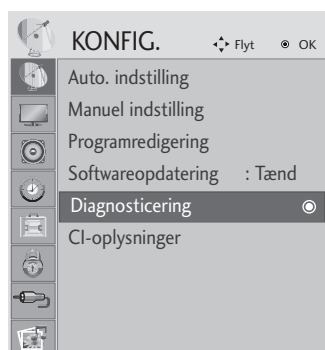 KONFIG. Flyt OK
Auto. indstilling
Manuel indstilling
Programredigering
Softwareopdatering : Tænd
Diagnosticering
CI-oplysninger